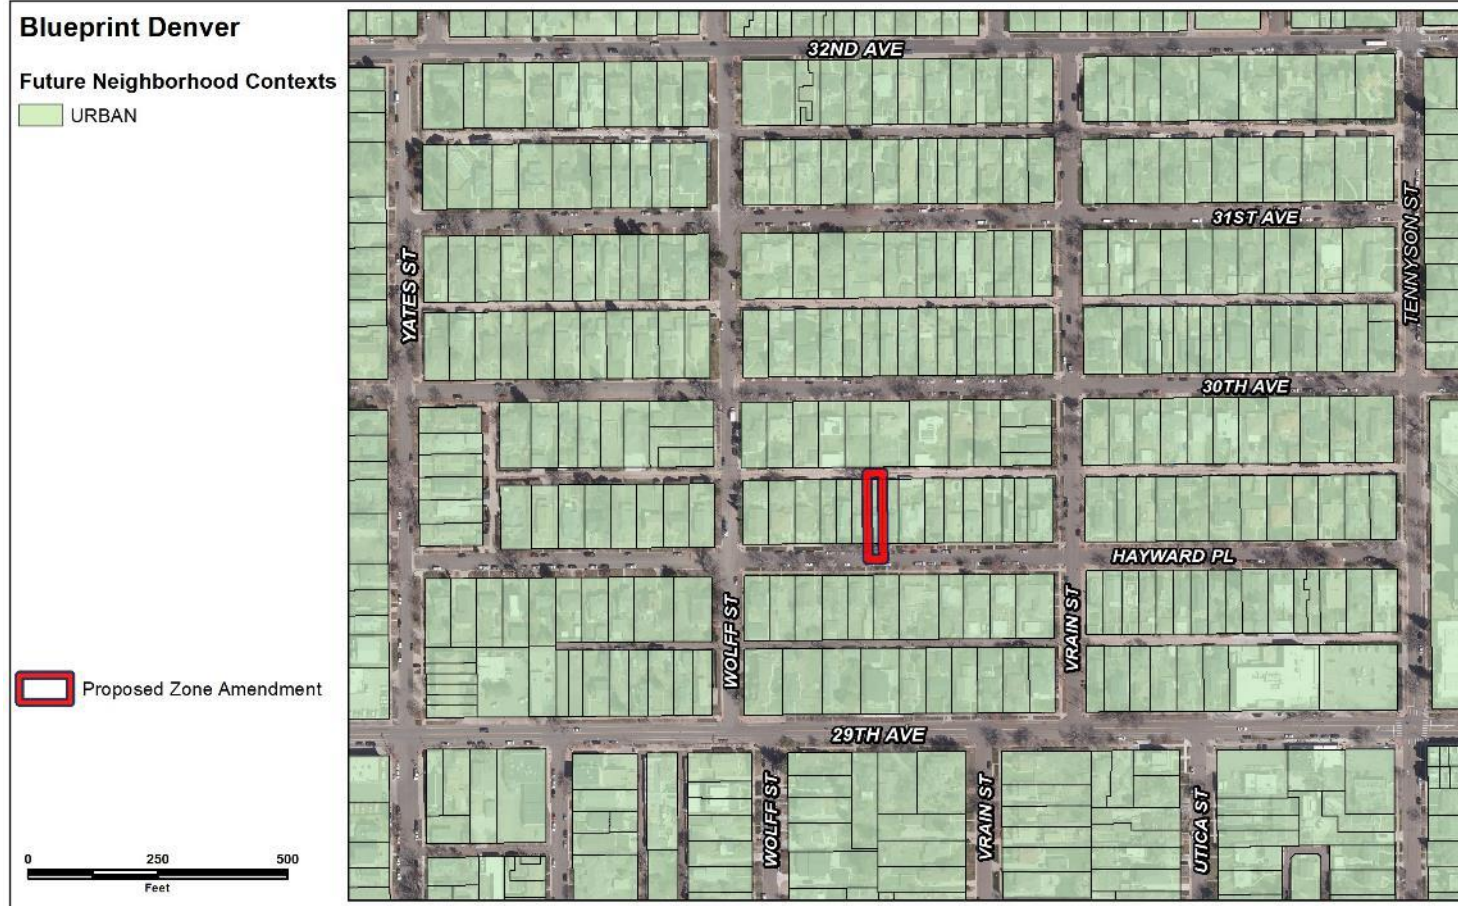 Blueprint Denver
Future Neighborhood Contexts
URBAN
Proposed Zone Amendment
0 250 500
Feet
32ND AVE
31ST AVE
YATES ST
TENNYSON ST
30TH AVE
HAYWARD PL
WOLFF ST
VRAIN ST
29TH AVE
WOLFF ST
VRAIN ST
UTICA ST